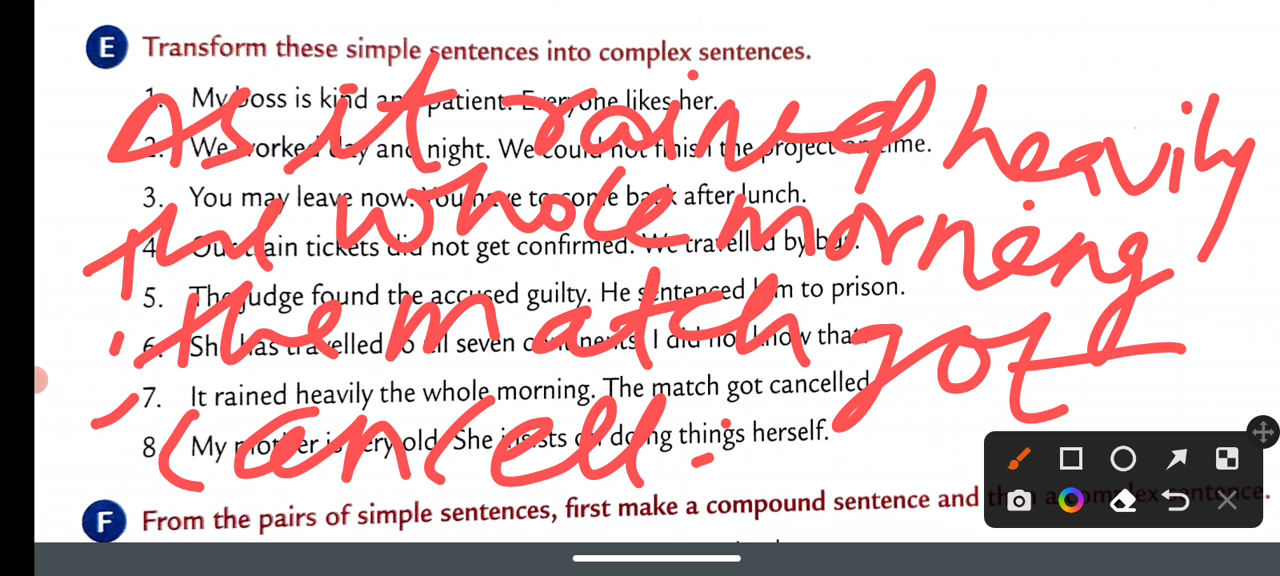 E Transform these simple sentences into complex sentences.
1. My boss is kind and patient. Everyone likes her.
2. We worked day and night. We could not finish the project on time.
3. You may leave now. You have to come back after lunch.
4. Our train tickets did not get confirmed. We travelled by bus.
5. The judge found the accused guilty. He sentenced him to prison.
6. She has travelled to all seven continents. I did not know that.
7. It rained heavily the whole morning. The match got cancelled
8. My mother is very old. She insists on doing things herself.
F From the pairs of simple sentences, first make a compound sentence and then a complex sentence.
As it rained heavily
the whole morning
, the match got
cancell.